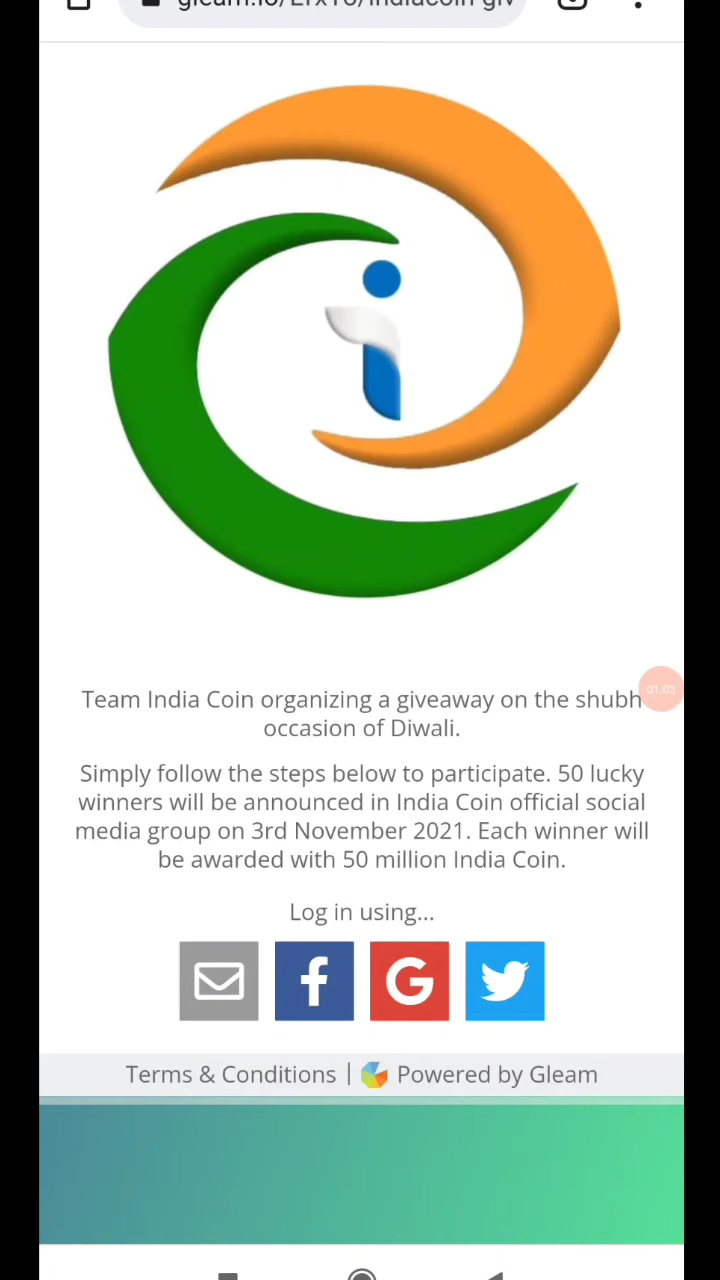 Team India Coin organizing a giveaway on the shubh
01:03
occasion of Diwali.
Simply follow the steps below to participate. 50 lucky
winners will be announced in India Coin official social
media group on 3rd November 2021. Each winner will
be awarded with 50 million India Coin.
Log in using...
Terms & Conditions | Powered by Gleam